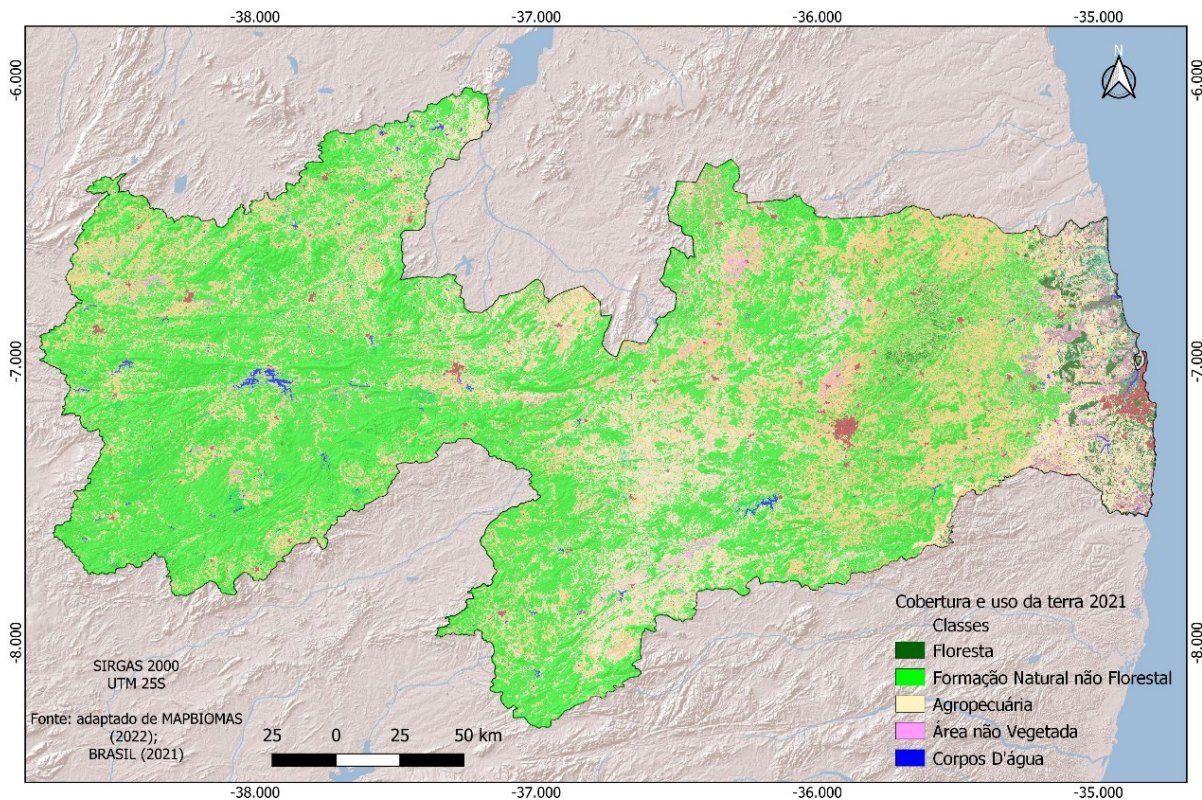 -38.000 -37.000 -36.000 -35.000
N
-6.000 -6.000
-7.000 -7.000
-8.000 -8.000
Cobertura e uso da terra 2021
Classes
Floresta
Formação Natural não Florestal
Agropecuária
Área não Vegetada
Corpos D'água
SIRGAS 2000
UTM 25S
Fonte: adaptado de MAPBIOMAS
(2022);
BRASIL (2021)
25 0 25 50 km
-38.000 -37.000 -36.000 -35.000